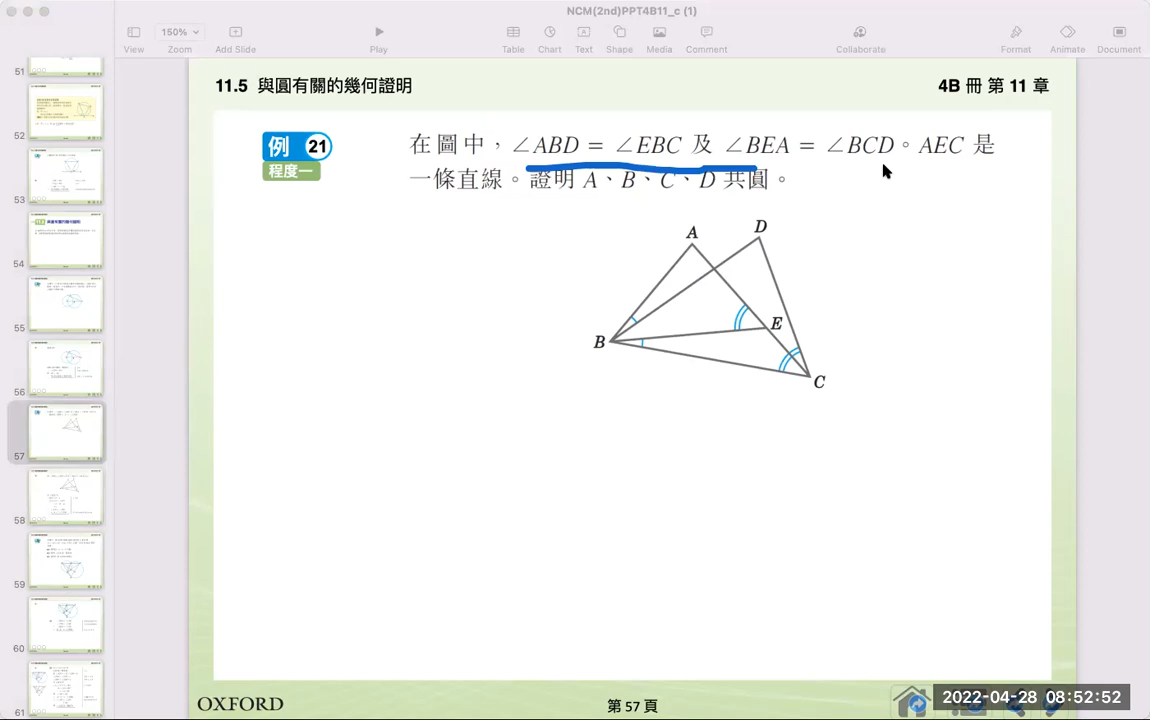 NCM(2nd)PPT4B11_c (1)
150%
View Zoom Add Slide Play Table Chart Text Shape Media Comment Collaborate Format Animate Document
11.5 與圓有關的幾何證明 4B 冊 第 11 章
例 21 在圖中，∠ABD = ∠EBC 及 ∠BEA = ∠BCD。AEC 是
程度一 一條直線。證明 A、B、C、D 共圓。
A
D
E
B
C
51
52
53
54
55
56
57
58
59
60
61
OXFORD 第 57 頁 2022-04-28 08:52:52